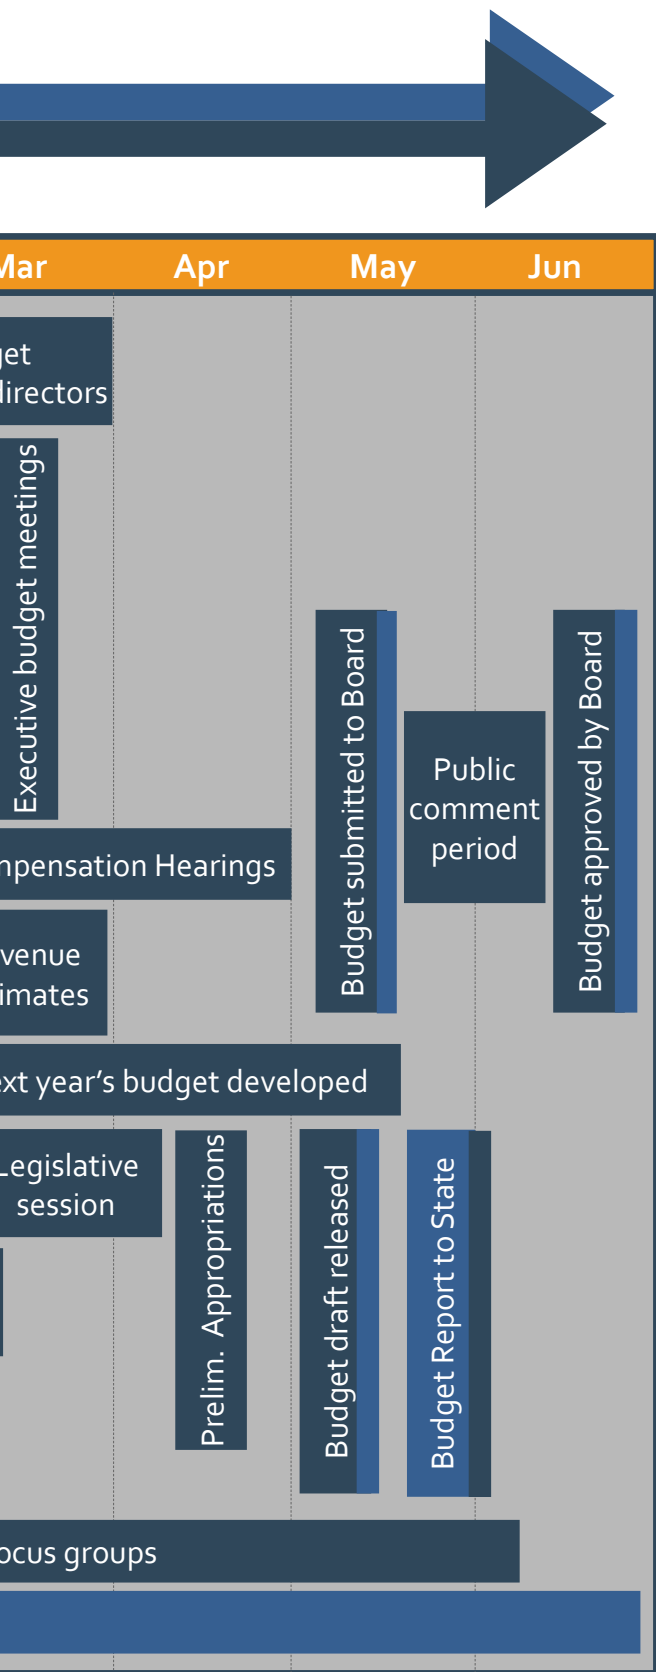 Mar Apr May Jun
get
directors
Executive budget meetings
Budget submitted to Board
Public
comment
period
Budget approved by Board
mpensation Hearings
venue
imates
ext year's budget developed
Legislative
session
Prelim. Appropriations
Budget draft released
Budget Report to State
ocus groups